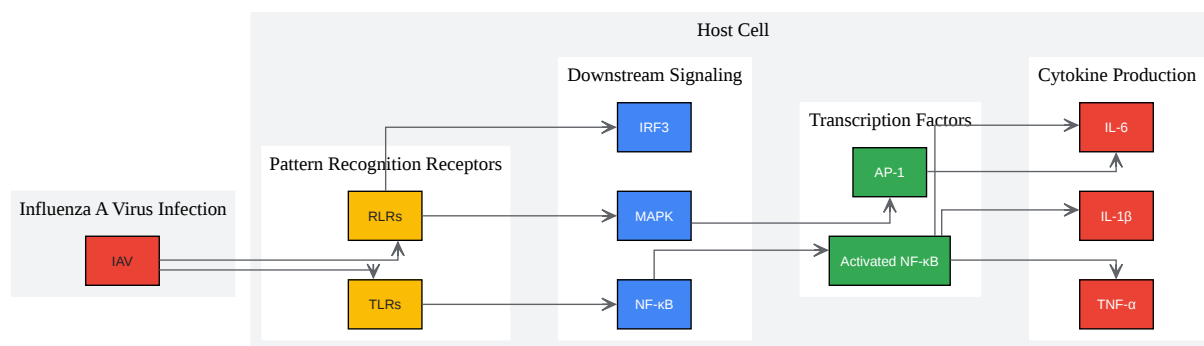 Host Cell
Influenza A Virus Infection
IAV
Pattern Recognition Receptors
RLRs
TLRs
Downstream Signaling
IRF3
MAPK
NF-κB
Transcription Factors
AP-1
Activated NF-κB
Cytokine Production
IL-6
IL-1β
TNF-α